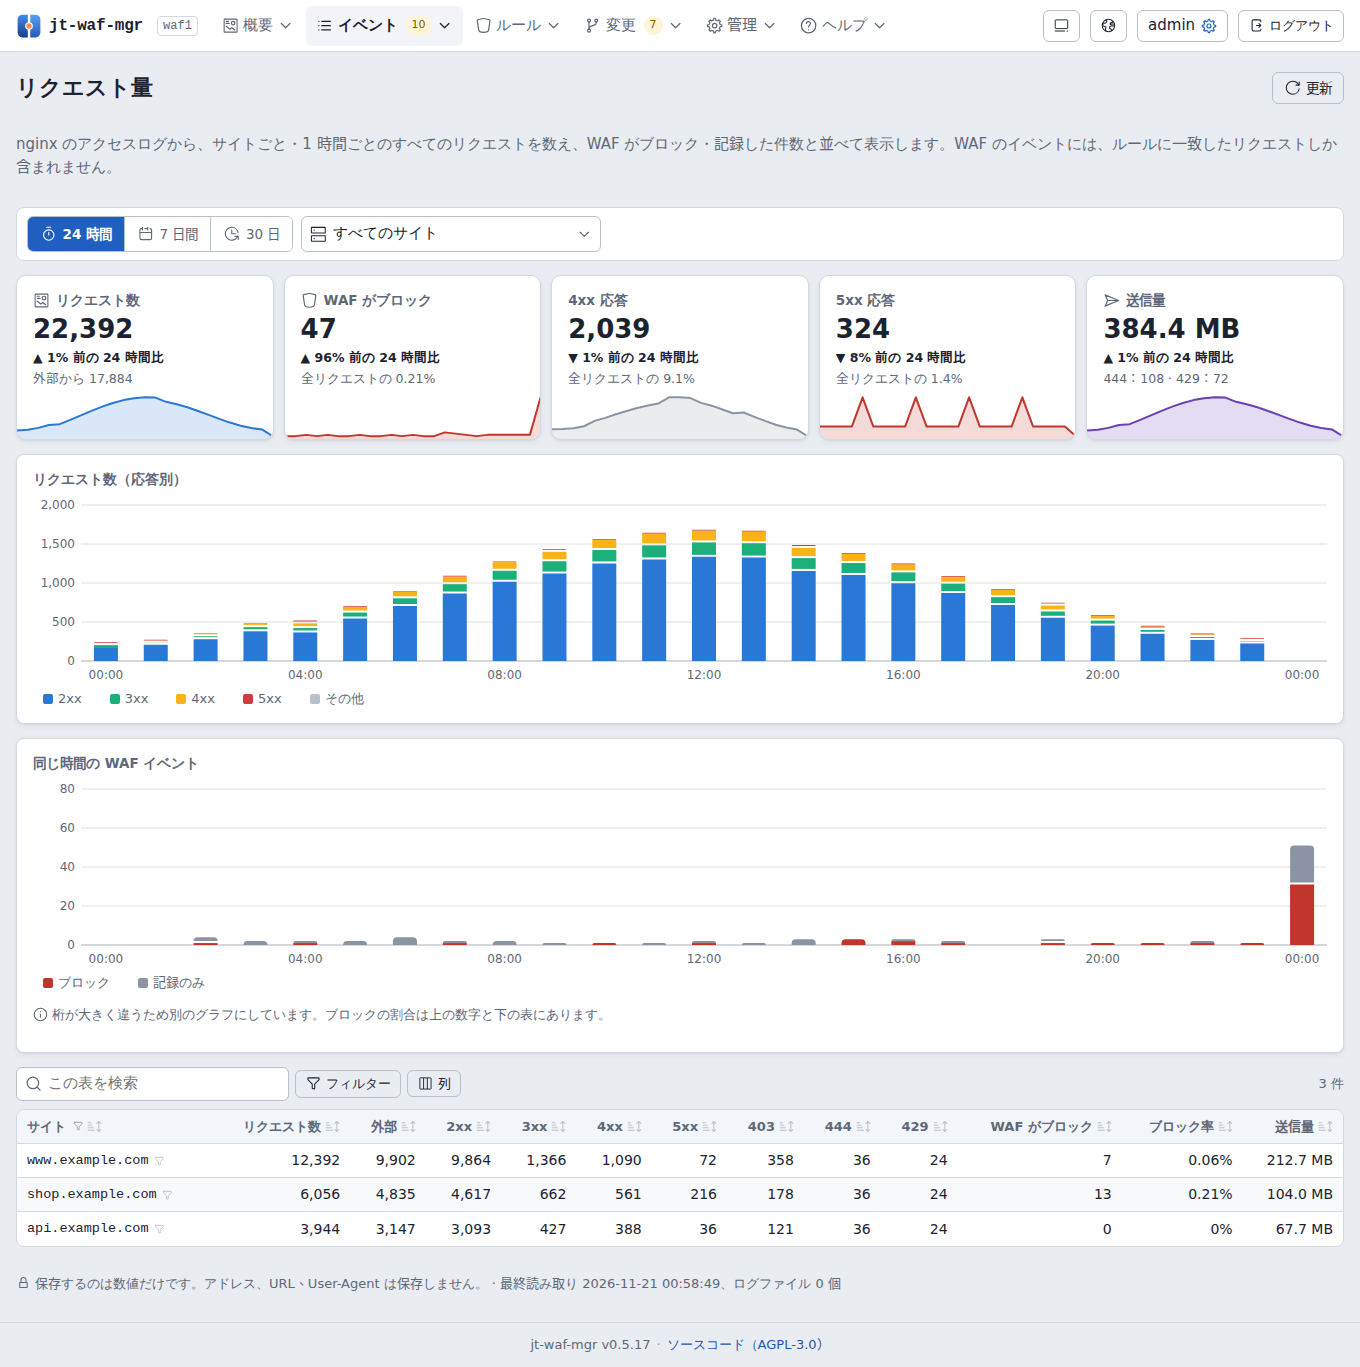 jt-waf-mgr waf1 概要 イベント 10 ルール 変更 7 管理 ヘルプ admin ログアウト
リクエスト量 更新
nginx のアクセスログから、サイトごと・1 時間ごとのすべてのリクエストを数え、WAF がブロック・記録した件数と並べて表示します。WAF のイベントには、ルールに一致したリクエストしか
含まれません。
24 時間 7 日間 30 日 すべてのサイト
リクエスト数
22,392
▲ 1% 前の 24 時間比
外部から 17,884
WAF がブロック
47
▲ 96% 前の 24 時間比
全リクエストの 0.21%
4xx 応答
2,039
▼ 1% 前の 24 時間比
全リクエストの 9.1%
5xx 応答
324
▼ 8% 前の 24 時間比
全リクエストの 1.4%
送信量
384.4 MB
▲ 1% 前の 24 時間比
444：108 · 429：72
リクエスト数（応答別）
2,000
1,500
1,000
500
0
00:00 04:00 08:00 12:00 16:00 20:00 00:00
2xx 3xx 4xx 5xx その他
同じ時間の WAF イベント
80
60
40
20
0
00:00 04:00 08:00 12:00 16:00 20:00 00:00
ブロック 記録のみ
桁が大きく違うため別のグラフにしています。ブロックの割合は上の数字と下の表にあります。
この表を検索 フィルター 列 3 件
サイト リクエスト数 外部 2xx 3xx 4xx 5xx 403 444 429 WAF がブロック ブロック率 送信量
www.example.com 12,392 9,902 9,864 1,366 1,090 72 358 36 24 7 0.06% 212.7 MB
shop.example.com 6,056 4,835 4,617 662 561 216 178 36 24 13 0.21% 104.0 MB
api.example.com 3,944 3,147 3,093 427 388 36 121 36 24 0 0% 67.7 MB
保存するのは数値だけです。アドレス、URL、User-Agent は保存しません。 · 最終読み取り 2026-11-21 00:58:49、ログファイル 0 個
jt-waf-mgr v0.5.17 · ソースコード（AGPL-3.0）